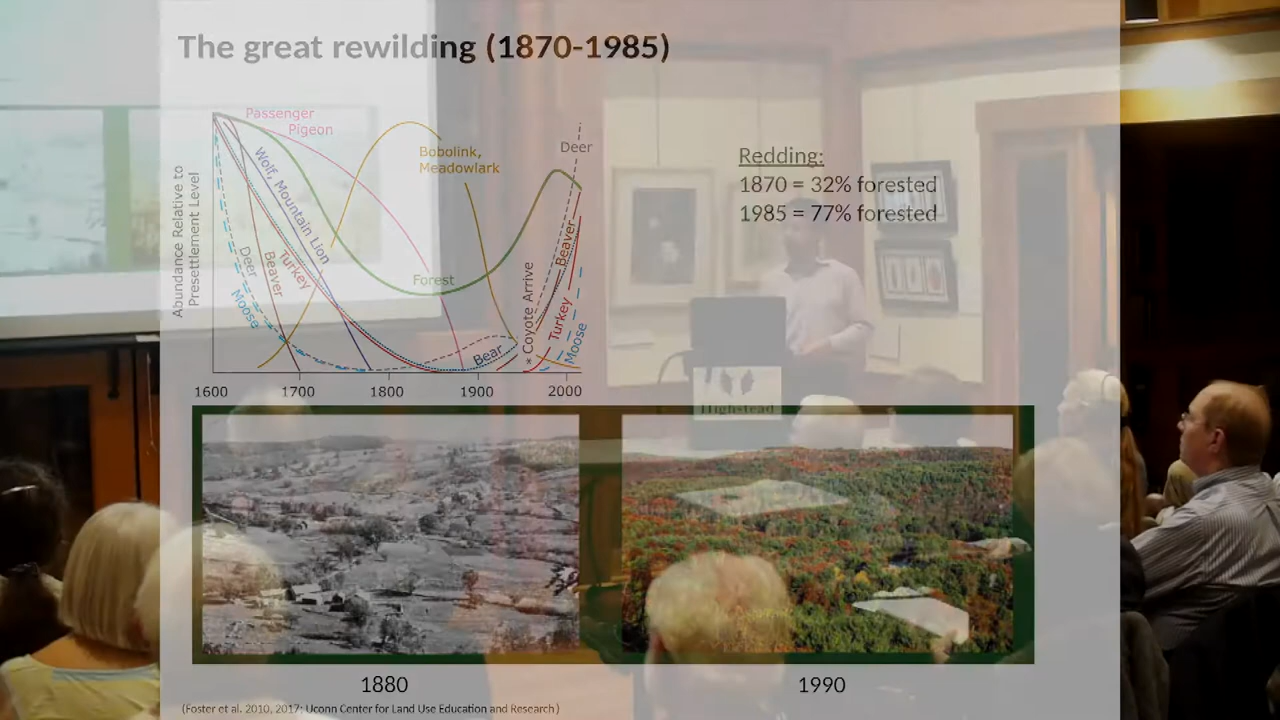 The great rewilding (1870-1985)
Passenger
Pigeon
Bobolink,
Meadowlark
Deer
Wolf, Mountain Lion
Abundance Relative to
Presettlement Level
Deer
Beaver
Turkey
Moose
Forest
Bear
* Coyote Arrive
Beaver
Turkey
Moose
1600 1700 1800 1900 2000
Redding:
1870 = 32% forested
1985 = 77% forested
Highstead
1880
1990
(Foster et al. 2010, 2017; Uconn Center for Land Use Education and Research)